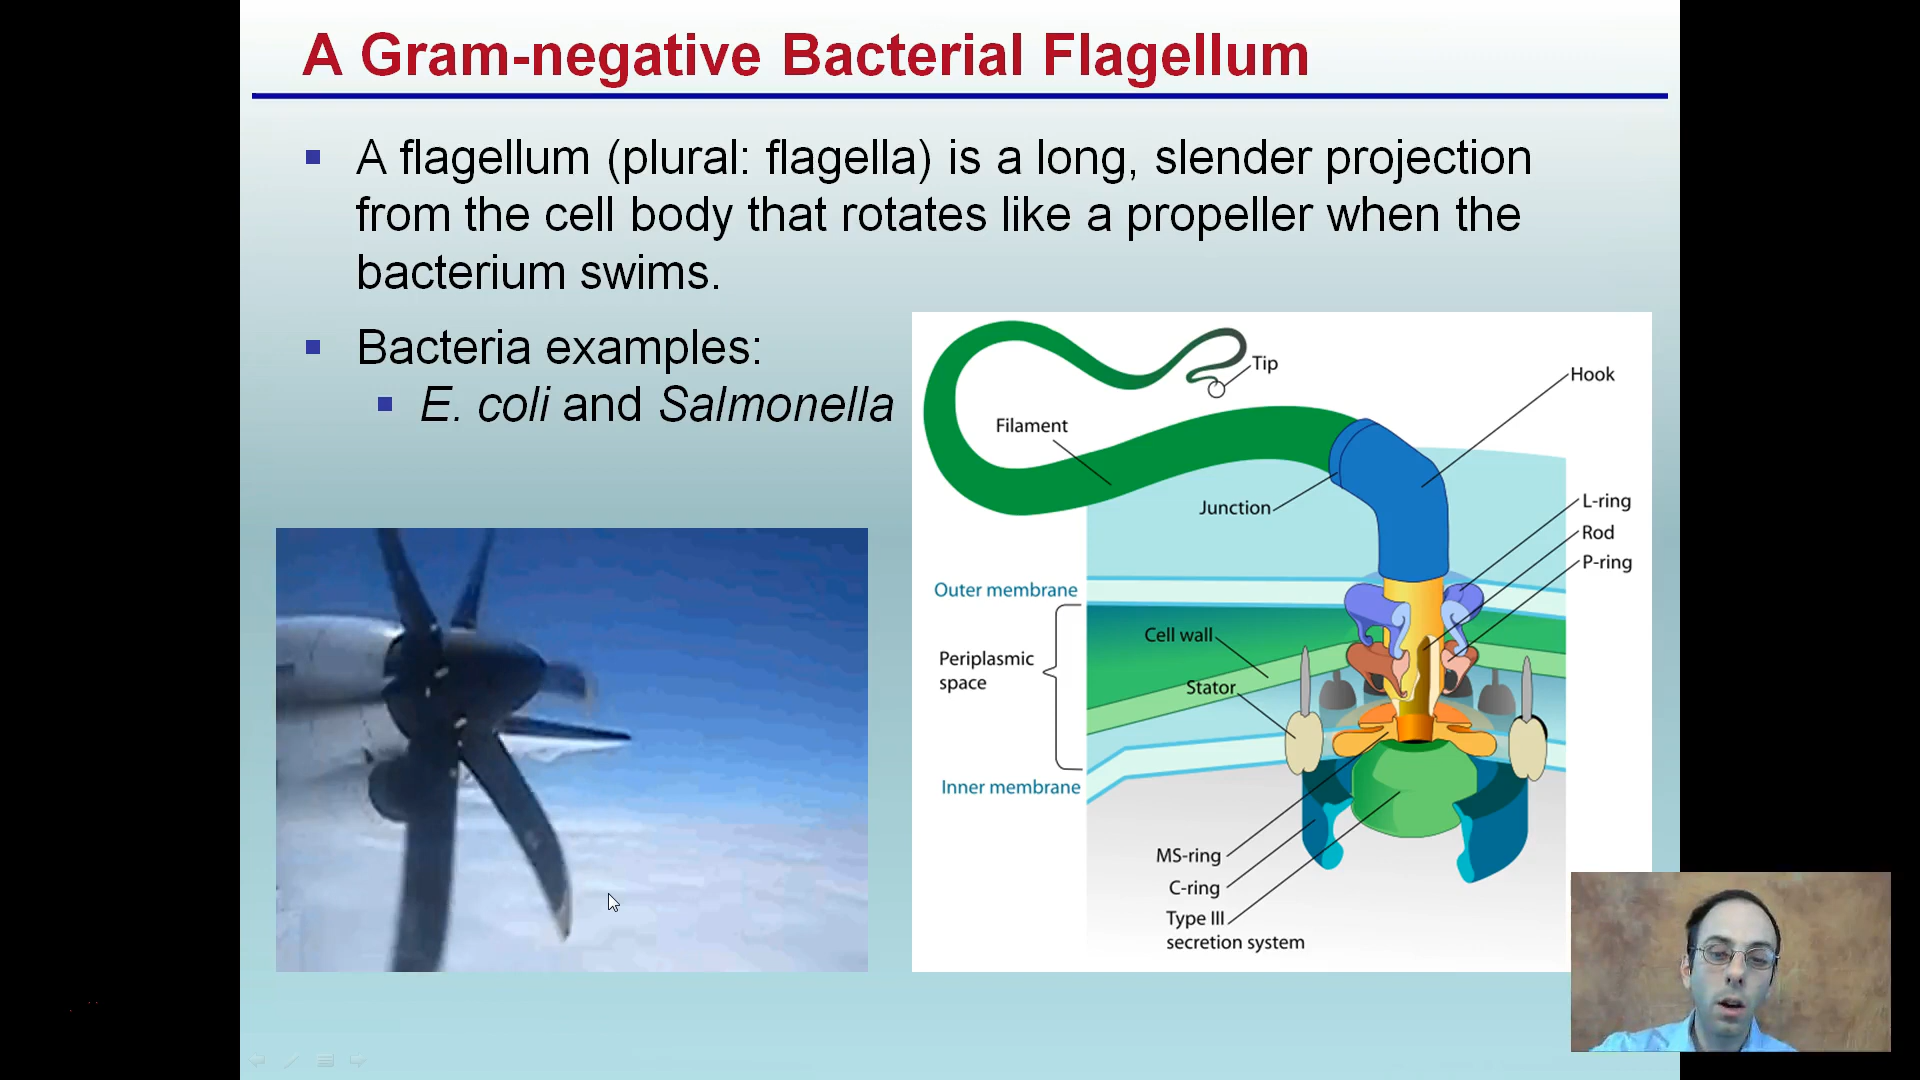 A Gram-negative Bacterial Flagellum
A flagellum (plural: flagella) is a long, slender projection
from the cell body that rotates like a propeller when the
bacterium swims.
Bacteria examples:
E. coli and Salmonella
Tip
Hook
Filament
L-ring
Junction
Rod
P-ring
Outer membrane
Cell wall
Periplasmic
space
Stator
Inner membrane
MS-ring
C-ring
Type III
secretion system